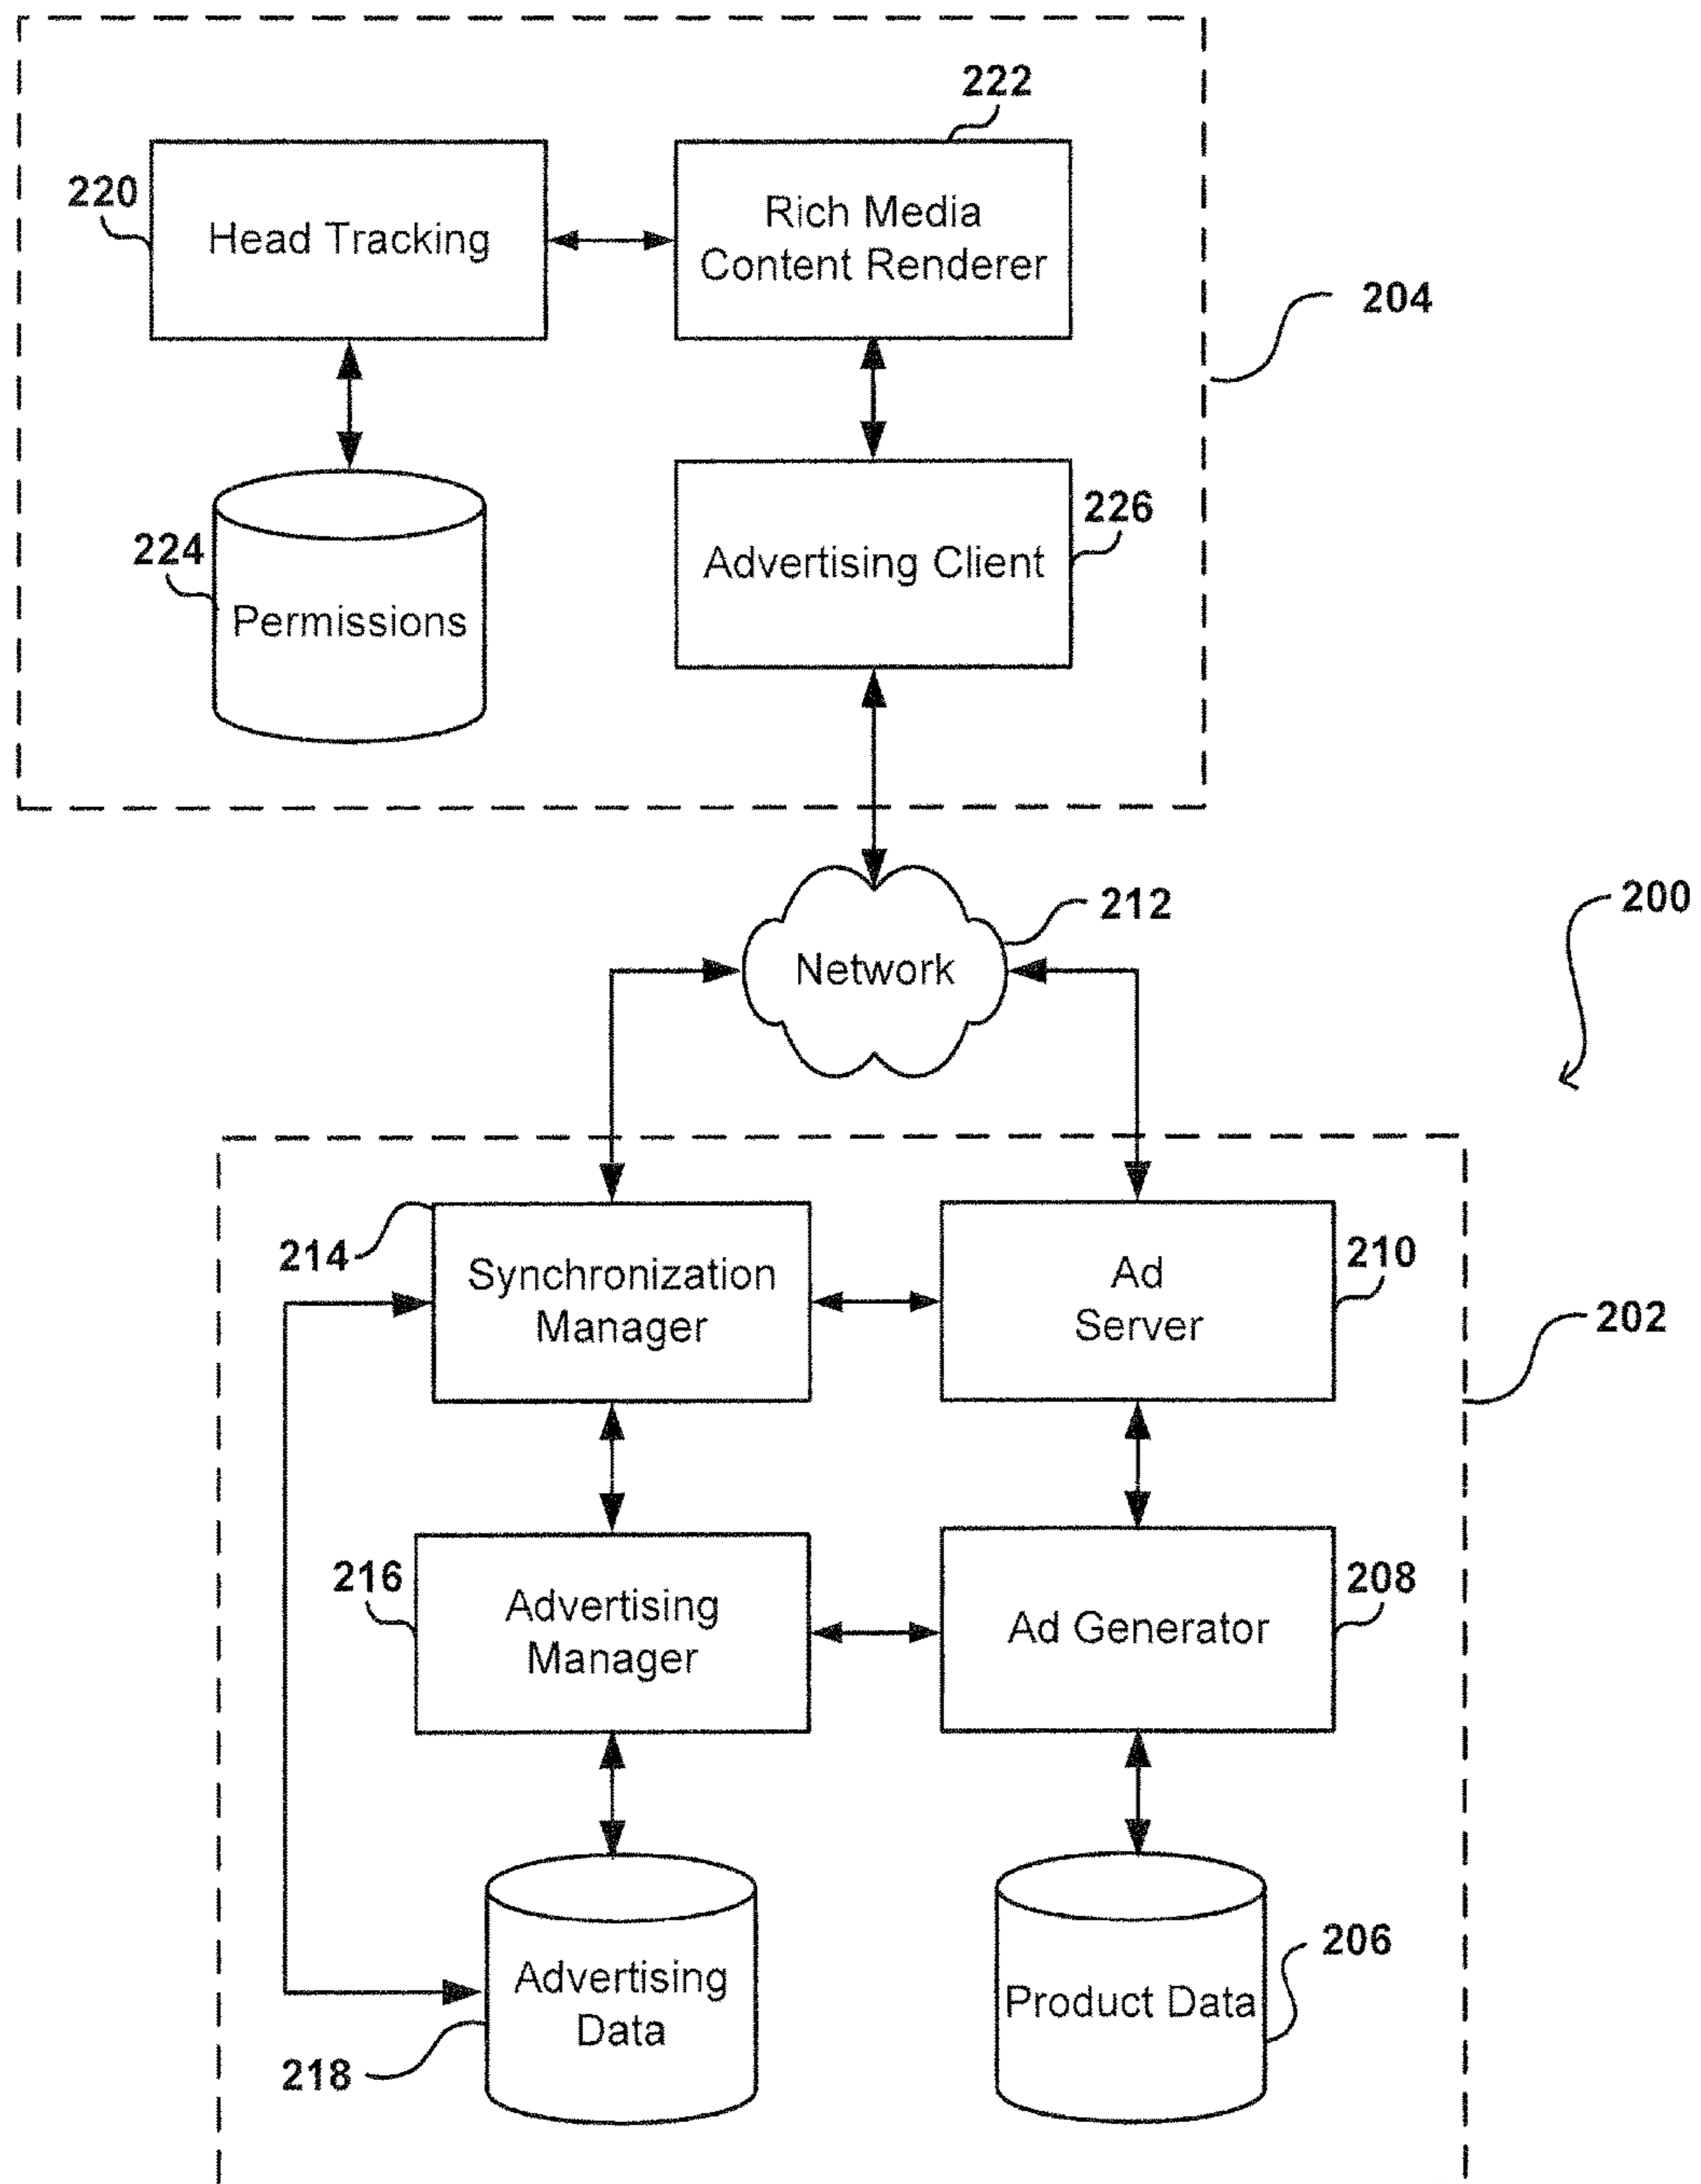 222
220
Head Tracking
Rich Media
Content Renderer
204
224
Permissions
226
Advertising Client
212
Network
200
214
Synchronization
Manager
210
Ad
Server
202
216
Advertising
Manager
208
Ad Generator
218
Advertising
Data
206
Product Data